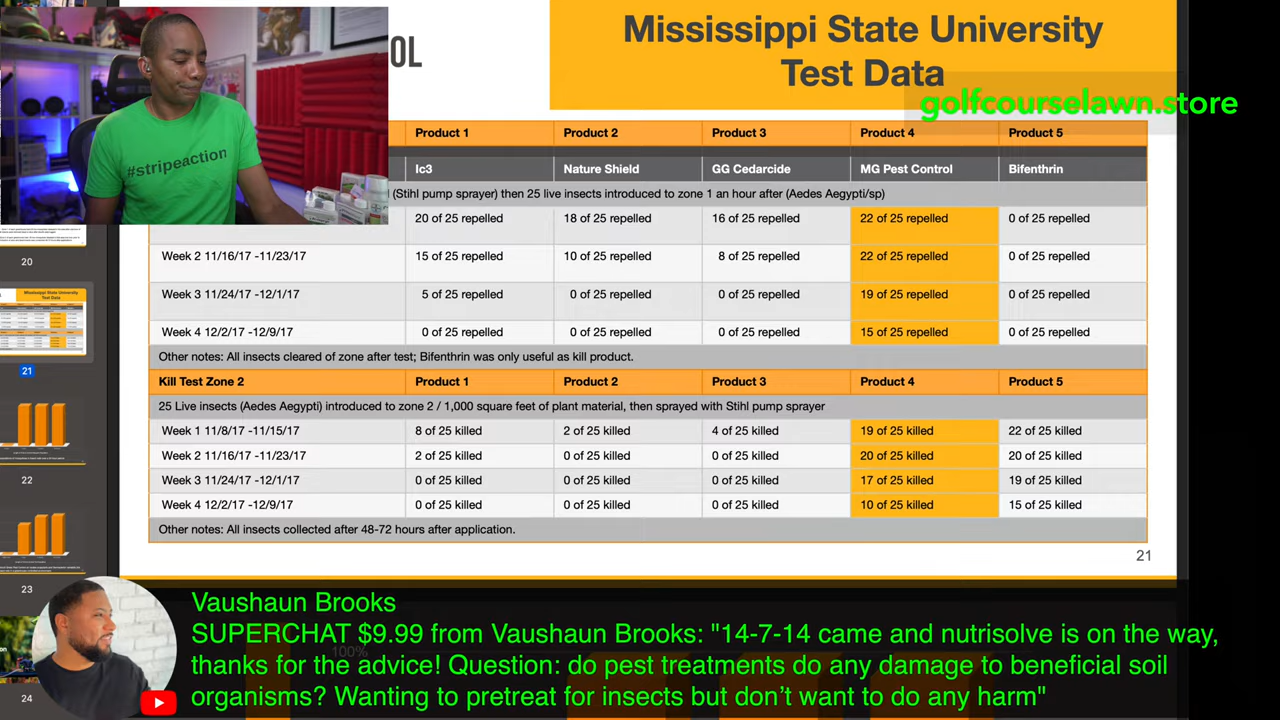 OL
Mississippi State University
Test Data
golfcourselawn.store
#stripeaction
Product 1 Product 2 Product 3 Product 4 Product 5
Ic3 Nature Shield GG Cedarcide MG Pest Control Bifenthrin
(Stihl pump sprayer) then 25 live insects introduced to zone 1 an hour after (Aedes Aegypti/sp)
20 of 25 repelled 18 of 25 repelled 16 of 25 repelled 22 of 25 repelled 0 of 25 repelled
Week 2 11/16/17 -11/23/17 15 of 25 repelled 10 of 25 repelled 8 of 25 repelled 22 of 25 repelled 0 of 25 repelled
Week 3 11/24/17 -12/1/17 5 of 25 repelled 0 of 25 repelled 0 of 25 repelled 19 of 25 repelled 0 of 25 repelled
Week 4 12/2/17 -12/9/17 0 of 25 repelled 0 of 25 repelled 0 of 25 repelled 15 of 25 repelled 0 of 25 repelled
Other notes: All insects cleared of zone after test; Bifenthrin was only useful as kill product.
Kill Test Zone 2 Product 1 Product 2 Product 3 Product 4 Product 5
25 Live insects (Aedes Aegypti) introduced to zone 2 / 1,000 square feet of plant material, then sprayed with Stihl pump sprayer
Week 1 11/8/17 -11/15/17 8 of 25 killed 2 of 25 killed 4 of 25 killed 19 of 25 killed 22 of 25 killed
Week 2 11/16/17 -11/23/17 2 of 25 killed 0 of 25 killed 0 of 25 killed 20 of 25 killed 20 of 25 killed
Week 3 11/24/17 -12/1/17 0 of 25 killed 0 of 25 killed 0 of 25 killed 17 of 25 killed 19 of 25 killed
Week 4 12/2/17 -12/9/17 0 of 25 killed 0 of 25 killed 0 of 25 killed 10 of 25 killed 15 of 25 killed
Other notes: All insects collected after 48-72 hours after application.
21
20
Mississippi State University
Test Data
21
22
23
24
100%
Vaushaun Brooks
SUPERCHAT $9.99 from Vaushaun Brooks: "14-7-14 came and nutrisolve is on the way,
thanks for the advice! Question: do pest treatments do any damage to beneficial soil
organisms? Wanting to pretreat for insects but don’t want to do any harm"